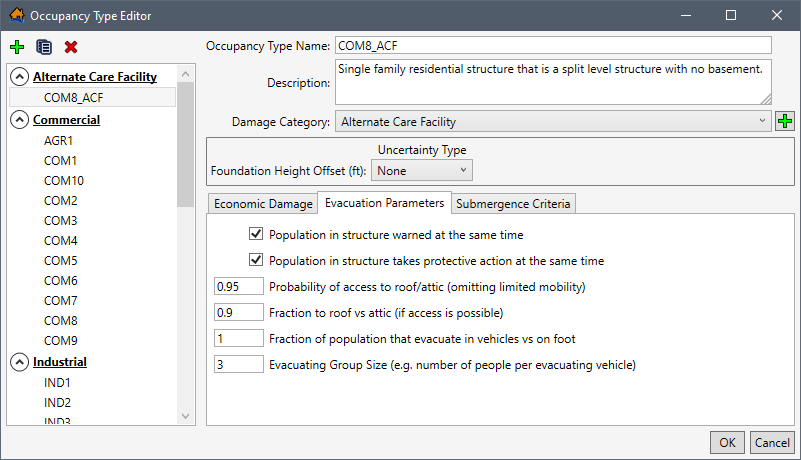 Occupancy Type Editor
Occupancy Type Name: COM8_ACF
Description: Single family residential structure that is a split level structure with no basement.
Damage Category: Alternate Care Facility
Uncertainty Type
Foundation Height Offset (ft): None
Alternate Care Facility
COM8_ACF
Commercial
AGR1
COM1
COM10
COM2
COM3
COM4
COM5
COM6
COM7
COM8
COM9
Industrial
IND1
IND2
IND3
Economic Damage Evacuation Parameters Submergence Criteria
Population in structure warned at the same time
Population in structure takes protective action at the same time
0.95 Probability of access to roof/attic (omitting limited mobility)
0.9 Fraction to roof vs attic (if access is possible)
1 Fraction of population that evacuate in vehicles vs on foot
3 Evacuating Group Size (e.g. number of people per evacuating vehicle)
OK Cancel